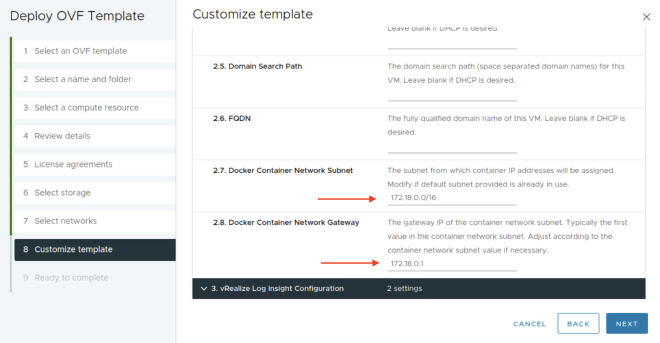 Deploy OVF Template
1 Select an OVF template
2 Select a name and folder
3 Select a compute resource
4 Review details
5 License agreements
6 Select storage
7 Select networks
8 Customize template
9 Ready to complete
Customize template
Leave blank if DHCP is desired.
2.5. Domain Search Path
The domain search path (space separated domain names) for this
VM. Leave blank if DHCP is desired.
2.6. FQDN
The fully qualified domain name of this VM. Leave blank if DHCP is
desired.
2.7. Docker Container Network Subnet
The subnet from which container IP addresses will be assigned.
Modify if default subnet provided is already in use.
172.18.0.0/16
2.8. Docker Container Network Gateway
The gateway IP of the container network subnet. Typically the first
value in the container network subnet. Adjust according to the
container network subnet value if necessary.
172.18.0.1
3. vRealize Log Insight Configuration
2 settings
CANCEL
BACK
NEXT